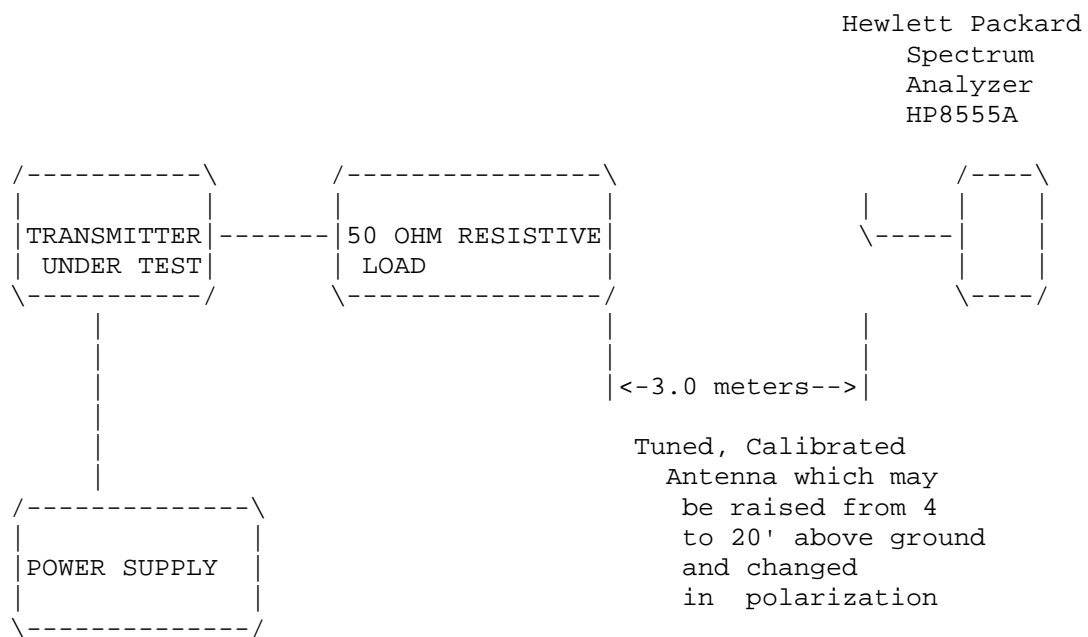 Hewlett Packard
Spectrum
Analyzer
HP8555A
TRANSMITTER
UNDER TEST
50 OHM RESISTIVE
LOAD
<-3.0 meters-->
Tuned, Calibrated
Antenna which may
be raised from 4
to 20' above ground
and changed
in polarization
POWER SUPPLY